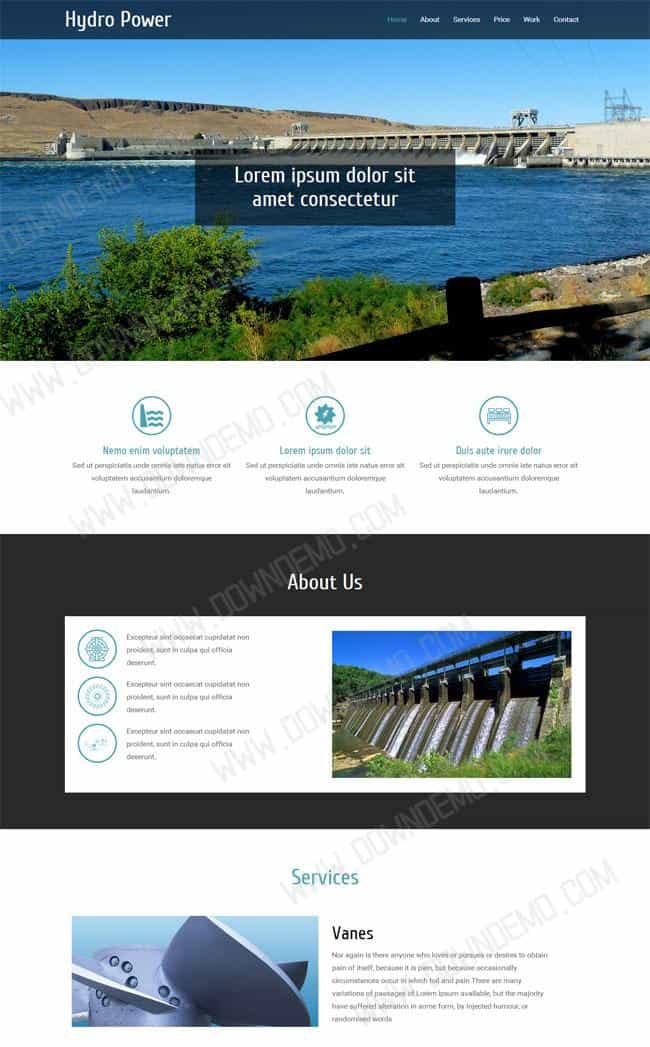 Hydro Power
Home About Services Price Work Contact
Lorem ipsum dolor sit
amet consectetur
Nemo enim voluptatem
Sed ut perspiciatis unde omnis iste natus error sit
voluptatem accusantium doloremque
laudantium.
Lorem ipsum dolor sit
Sed ut perspiciatis unde omnis iste natus error sit
voluptatem accusantium doloremque
laudantium.
Duis aute irure dolor
Sed ut perspiciatis unde omnis iste natus error sit
voluptatem accusantium doloremque
laudantium.
About Us
Excepteur sint occaecat cupidatat non
proident, sunt in culpa qui officia
deserunt.
Excepteur sint occaecat cupidatat non
proident, sunt in culpa qui officia
deserunt.
Excepteur sint occaecat cupidatat non
proident, sunt in culpa qui officia
deserunt.
Services
Vanes
Nor again is there anyone who loves or pursues or desires to obtain
pain of itself, because it is pain, but because occasionally
circumstances occur in which toil and pain There are many
variations of passages of Lorem Ipsum available, but the majority
have suffered alteration in some form, by injected humour, or
randomised words
WWW.DOWNDEMO.COM